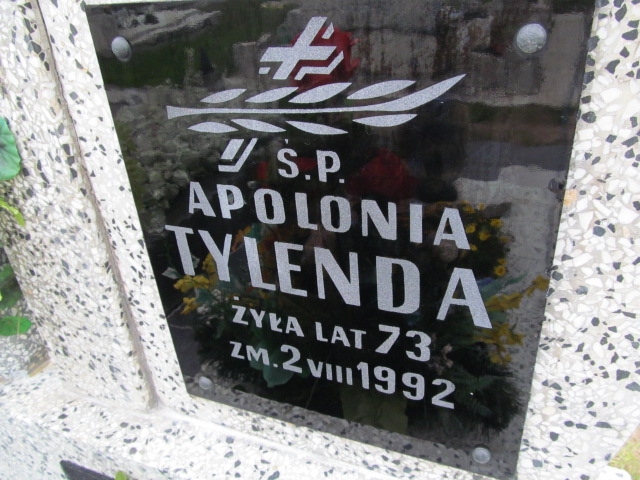 Ś.P.
APOLONIA
TYLENDA
ŻYŁA LAT 73
ZM. 2 VIII 1992